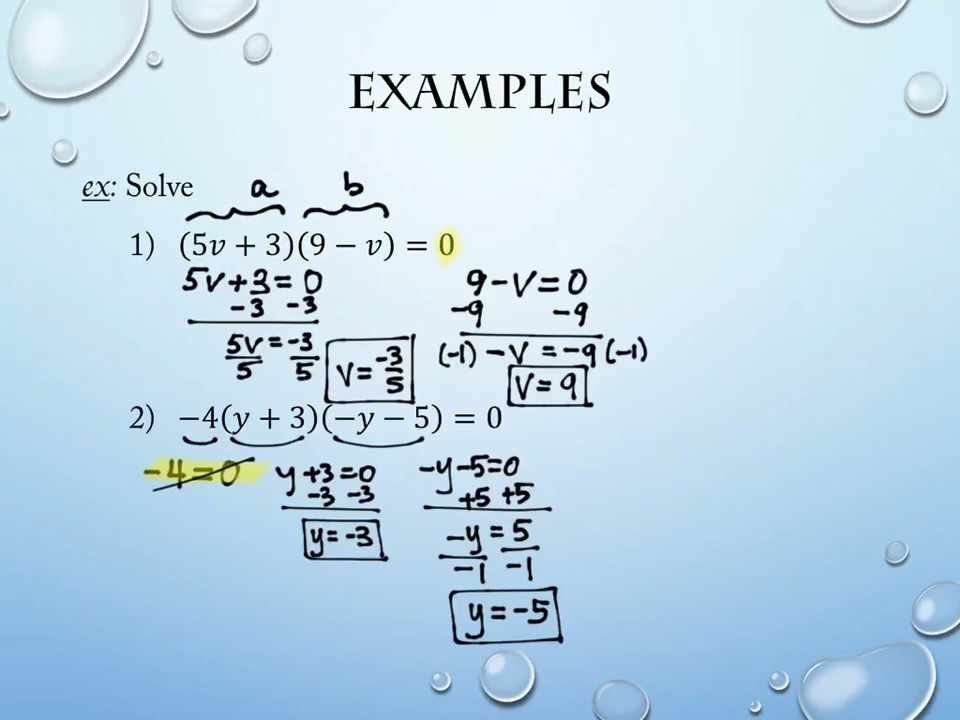 EXAMPLES
ex: Solve
a b
1) (5v + 3)(9 − v) = 0
5v+3=0 9-v=0
-3 -3 -9 -9
5v/5 = -3/5 v = -3/5 (-1) -v = -9 (-1)
v = 9
2) −4(y + 3)(−y − 5) = 0
-4=0 y+3=0 -y-5=0
-3 -3 +5 +5
y = -3 -y/-1 = 5/-1
y = -5